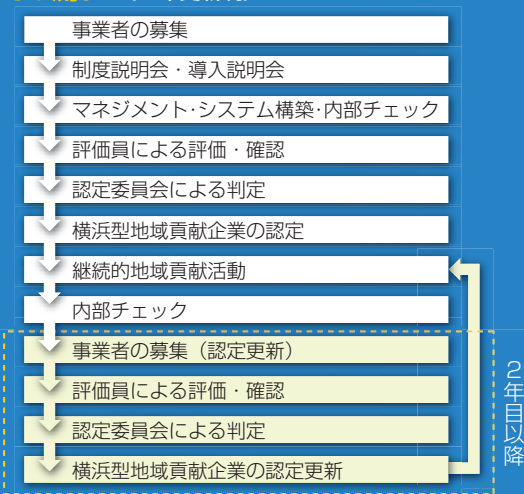 事業者の募集
制度説明会・導入説明会
マネジメント・システム構築・内部チェック
評価員による評価・確認
認定委員会による判定
横浜型地域貢献企業の認定
継続的地域貢献活動
内部チェック
事業者の募集（認定更新）
評価員による評価・確認
認定委員会による判定
横浜型地域貢献企業の認定更新
２年目以降